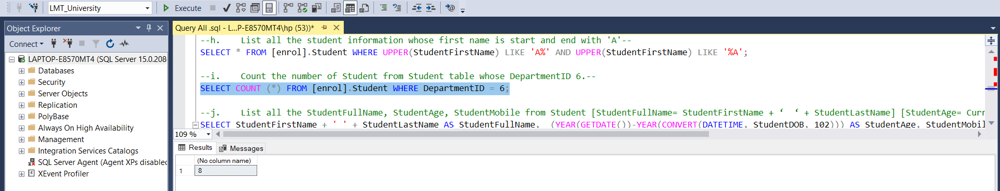 LMT_University
Execute
Object Explorer
Connect
LAPTOP-E8570MT4 (SQL Server 15.0.208
Databases
Security
Server Objects
Replication
PolyBase
Always On High Availability
Management
Integration Services Catalogs
SQL Server Agent (Agent XPs disabled
XEvent Profiler
Query All .sql - L...P-E8570MT4\hp (53))*
--h.    List all the student information whose first name is start and end with 'A'--
SELECT * FROM [enrol].Student WHERE UPPER(StudentFirstName) LIKE 'A%' AND UPPER(StudentFirstName) LIKE '%A';
--i.    Count the number of Student from Student table whose DepartmentID 6.--
SELECT COUNT (*) FROM [enrol].Student WHERE DepartmentID = 6;
--j.    List all the StudentFullName, StudentAge, StudentMobile from Student [StudentFullName= StudentFirstName + ‘  ‘ + StudentLastName] [StudentAge= Curr
SELECT StudentFirstName + ' ' + StudentLastName AS StudentFullName,  (YEAR(GETDATE())-YEAR(CONVERT(DATETIME, StudentDOB, 102))) AS StudentAge, StudentMobil
109 %
Results
Messages
(No column name)
1 8